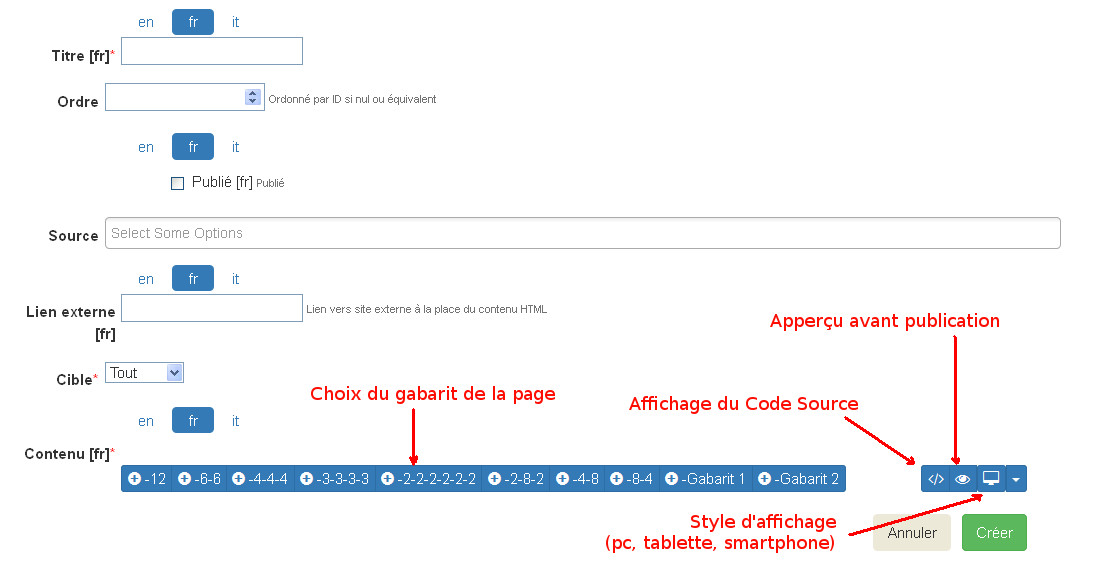 en fr it
Titre [fr]*
Ordre Ordonné par ID si nul ou équivalent
en fr it
Publié [fr] Publié
Source Select Some Options
en fr it
Lien externe Lien vers site externe à la place du contenu HTML
[fr]
Apperçu avant publication
Cible* Tout
Choix du gabarit de la page
Affichage du Code Source
en fr it
Contenu [fr]*
-12 -6-6 -4-4-4 -3-3-3-3 -2-2-2-2-2-2 -2-8-2 -4-8 -8-4 -Gabarit 1 -Gabarit 2 </>
Style d'affichage
(pc, tablette, smartphone)
Annuler Créer